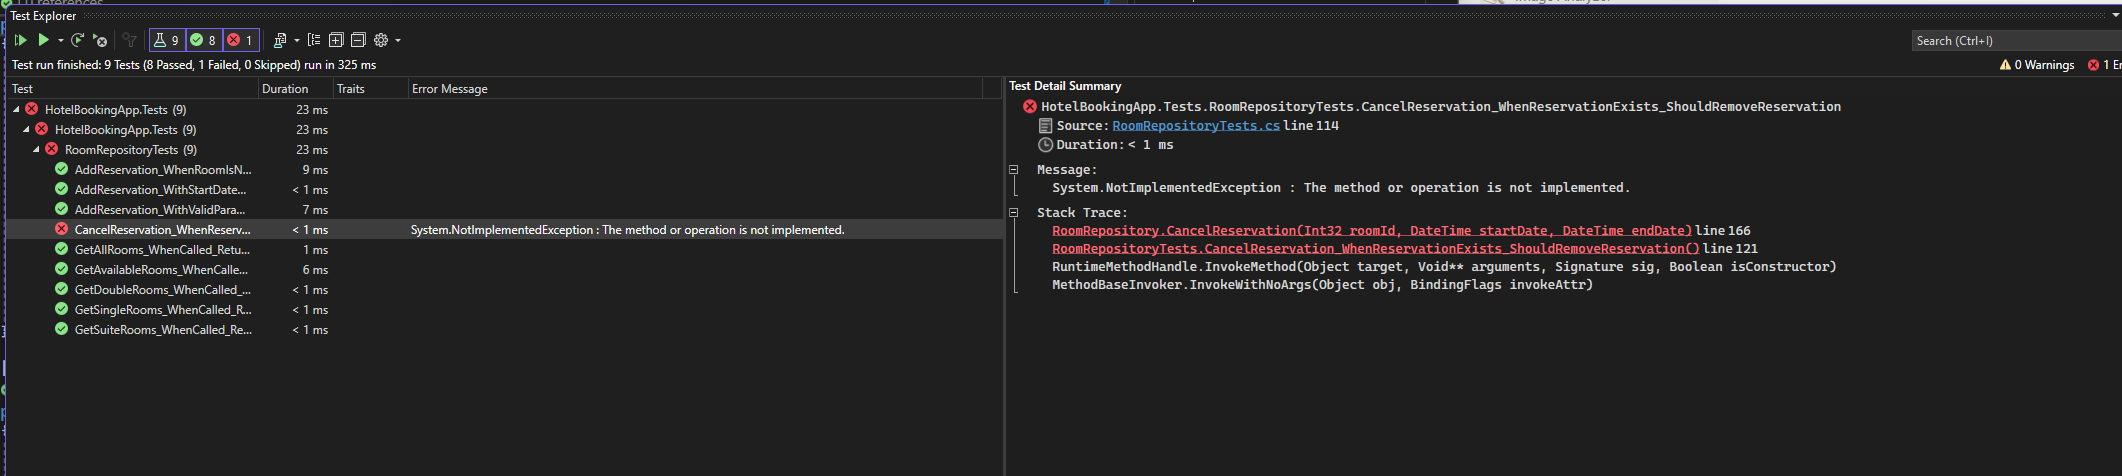 references
Test Explorer
9 8 1
Search (Ctrl+I)
Test run finished: 9 Tests (8 Passed, 1 Failed, 0 Skipped) run in 325 ms
0 Warnings 1 Er
Test Duration Traits Error Message
HotelBookingApp.Tests (9) 23 ms
HotelBookingApp.Tests (9) 23 ms
RoomRepositoryTests (9) 23 ms
AddReservation_WhenRoomIsN... 9 ms
AddReservation_WithStartDate... < 1 ms
AddReservation_WithValidPara... 7 ms
CancelReservation_WhenReserv... < 1 ms System.NotImplementedException : The method or operation is not implemented.
GetAllRooms_WhenCalled_Retu... 1 ms
GetAvailableRooms_WhenCalle... 6 ms
GetDoubleRooms_WhenCalled_... < 1 ms
GetSingleRooms_WhenCalled_R... < 1 ms
GetSuiteRooms_WhenCalled_Re... < 1 ms
Test Detail Summary
HotelBookingApp.Tests.RoomRepositoryTests.CancelReservation_WhenReservationExists_ShouldRemoveReservation
Source: RoomRepositoryTests.cs line 114
Duration: < 1 ms
Message:
System.NotImplementedException : The method or operation is not implemented.
Stack Trace:
RoomRepository.CancelReservation(Int32 roomId, DateTime startDate, DateTime endDate) line 166
RoomRepositoryTests.CancelReservation_WhenReservationExists_ShouldRemoveReservation() line 121
RuntimeMethodHandle.InvokeMethod(Object target, Void** arguments, Signature sig, Boolean isConstructor)
MethodBaseInvoker.InvokeWithNoArgs(Object obj, BindingFlags invokeAttr)